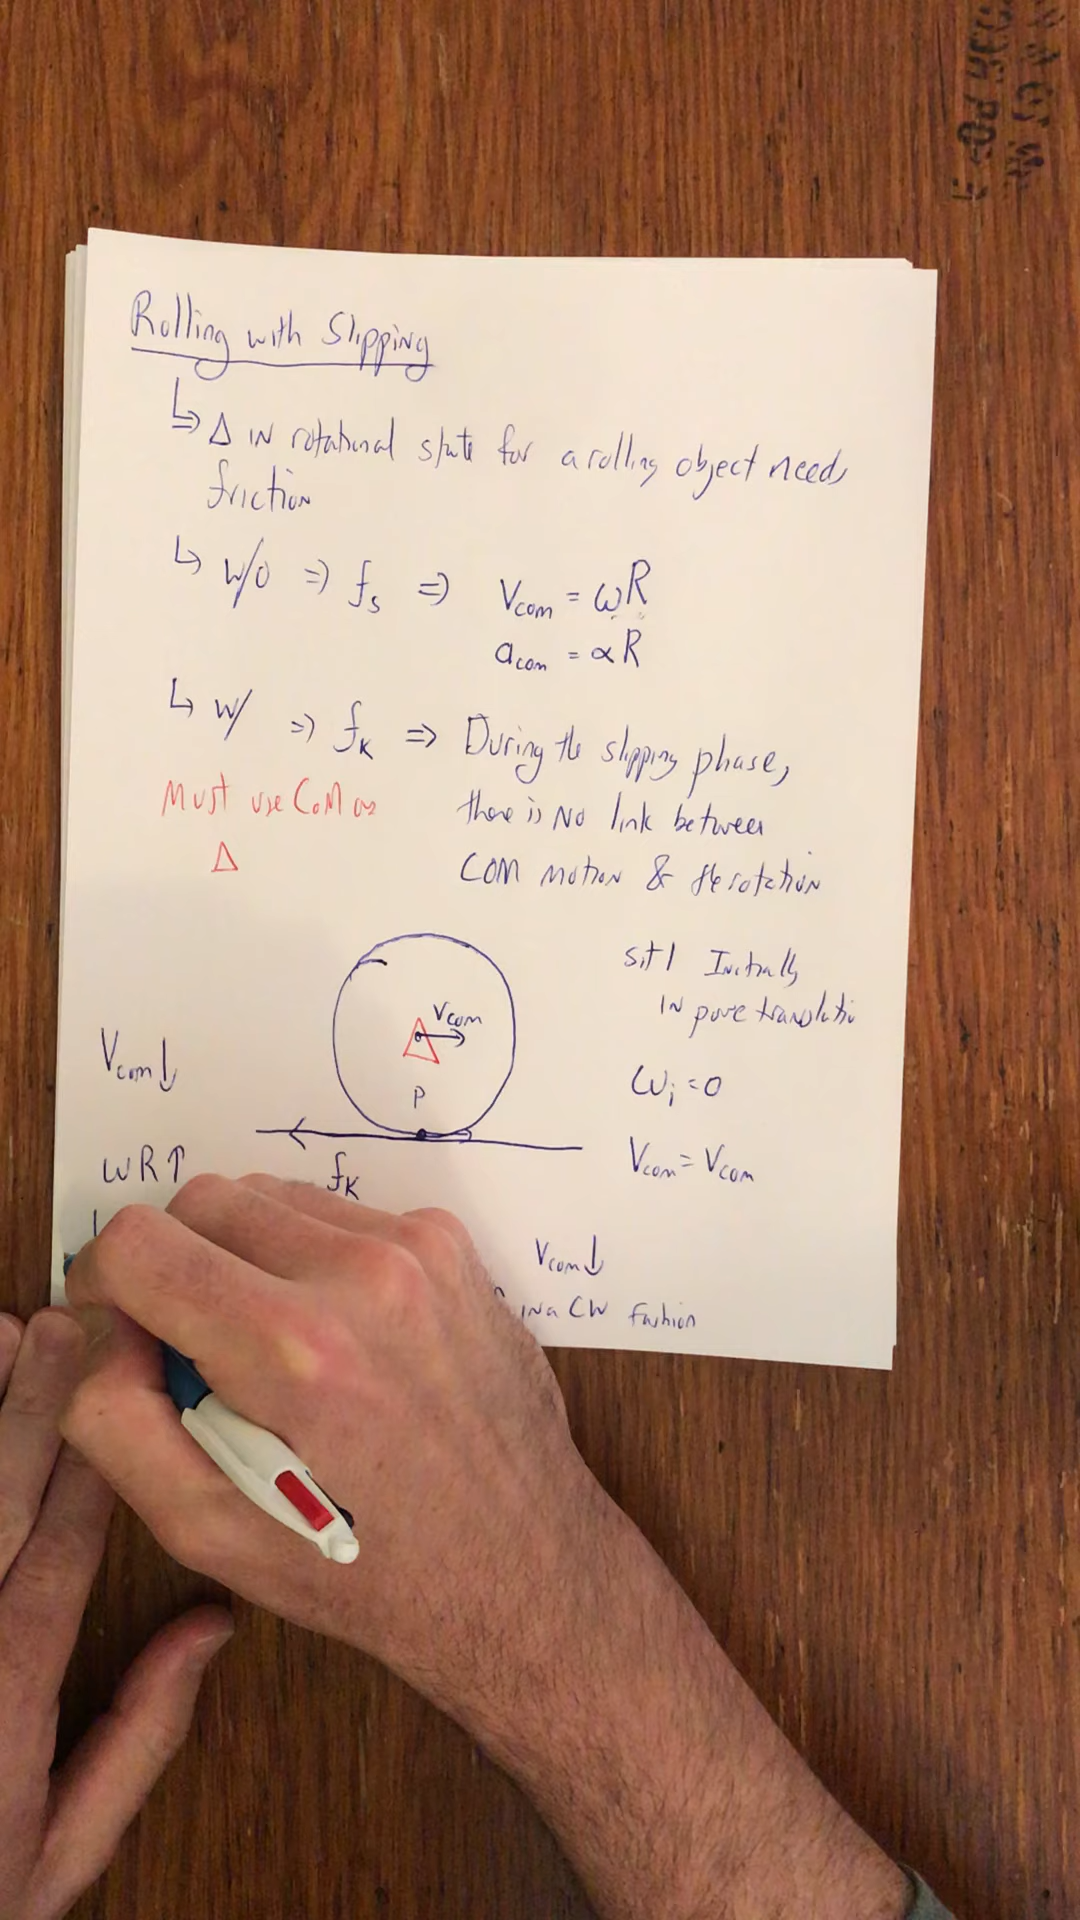 Rolling with Slipping
↳ Δ IN rotational state for a rolling object needs
friction
↳ w/o ⇒ fs ⇒ Vcom = ωR
acom = αR
↳ w/ ⇒ fK ⇒ During the slipping phase,
there is No link between
COM motion & the rotation
Must use CoM as
Δ
sit 1 Initially
IN pure translatio
Vcom
P
Vcom ↓
ωi = 0
ωR ↑
fK
Vcom = Vcom
Vcom ↓
IN a CW Fashion